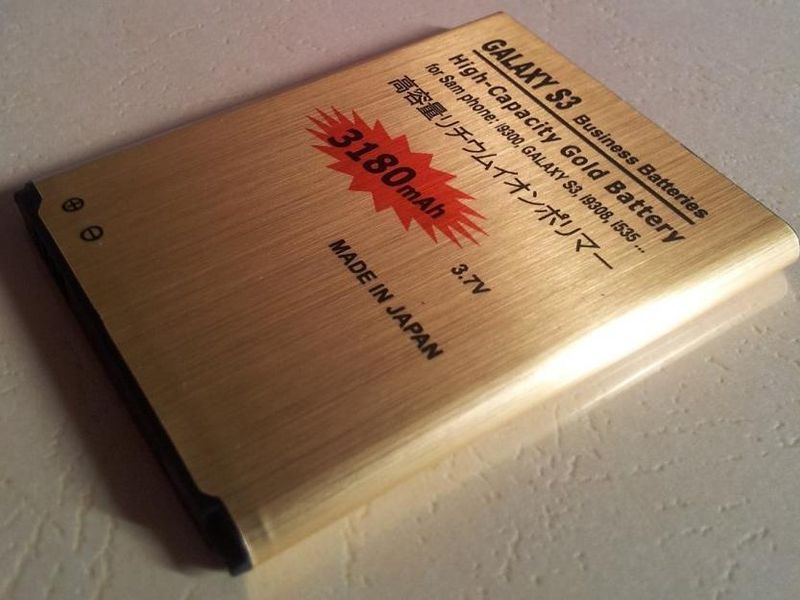 GALAXY S3 Business Batteries
High-Capacity Gold Battery
for Sam phone: i9300, GALAXY S3, I9308, I535 ...
高容量リチウムイオンポリマー
3180mAh
3.7V
MADE IN JAPAN
⊕
⊖